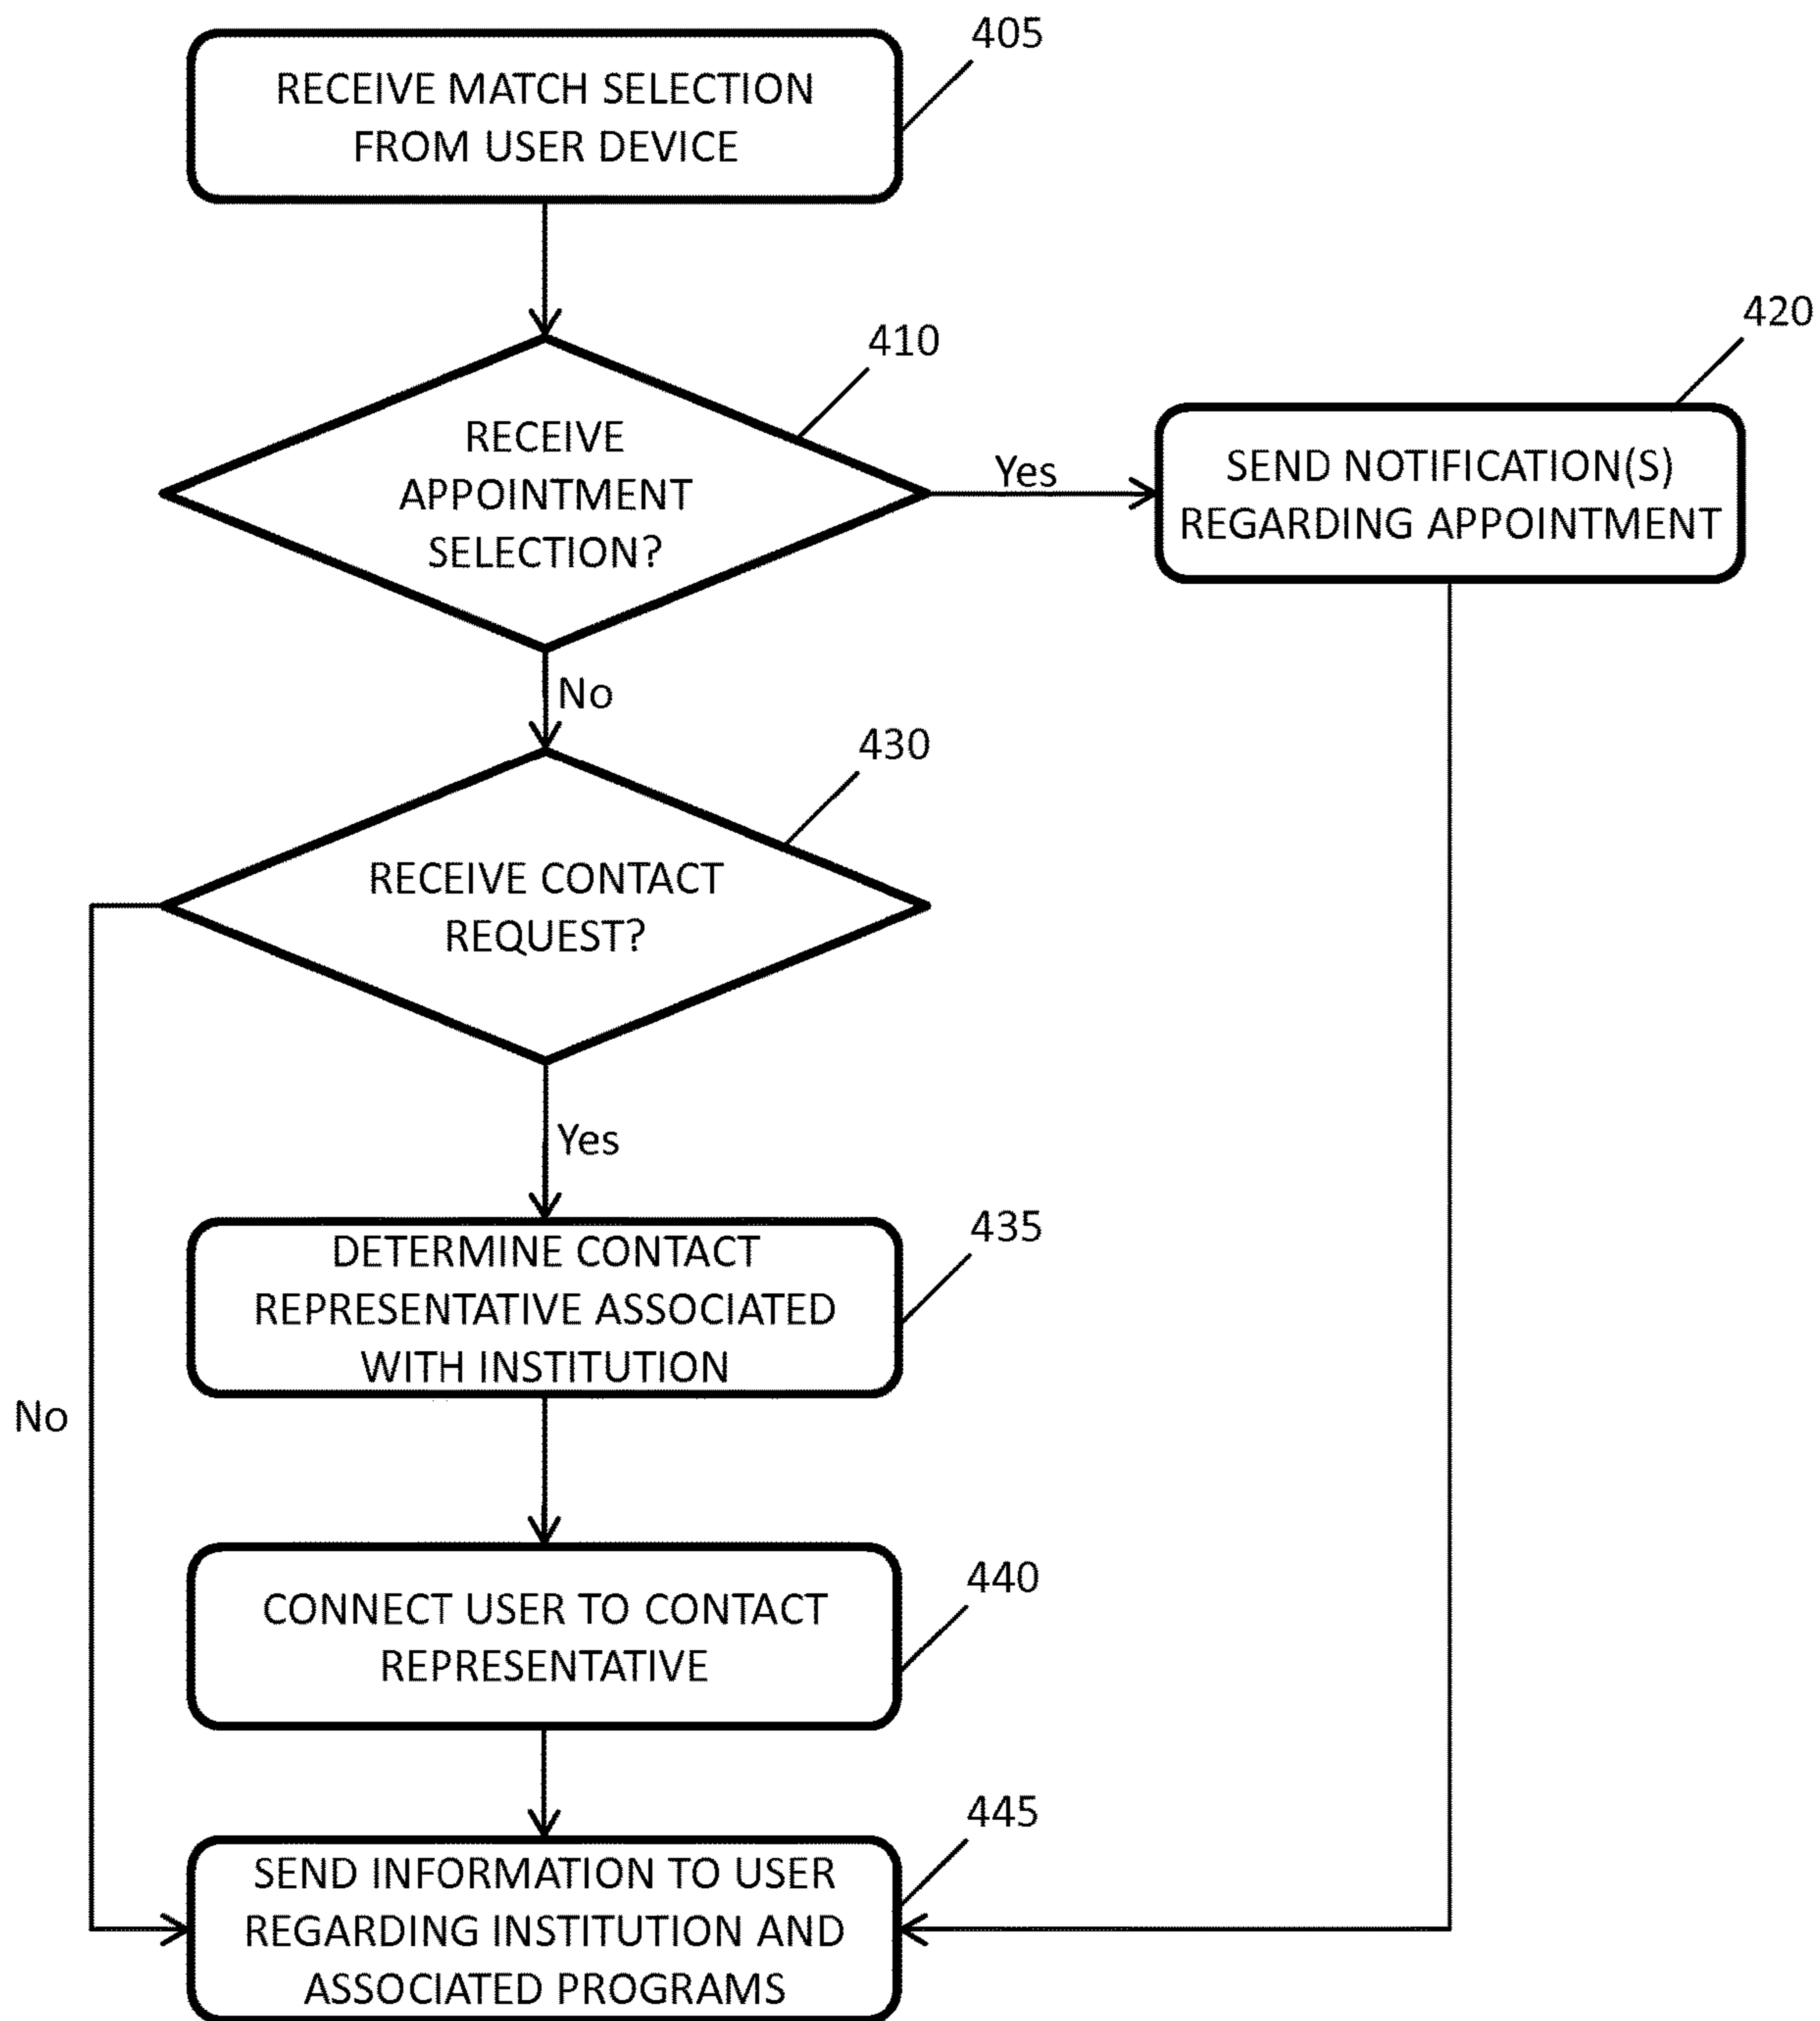 405
RECEIVE MATCH SELECTION
FROM USER DEVICE
410
RECEIVE
APPOINTMENT
SELECTION?
Yes
420
SEND NOTIFICATION(S)
REGARDING APPOINTMENT
No
430
RECEIVE CONTACT
REQUEST?
Yes
435
DETERMINE CONTACT
REPRESENTATIVE ASSOCIATED
WITH INSTITUTION
No
440
CONNECT USER TO CONTACT
REPRESENTATIVE
445
SEND INFORMATION TO USER
REGARDING INSTITUTION AND
ASSOCIATED PROGRAMS